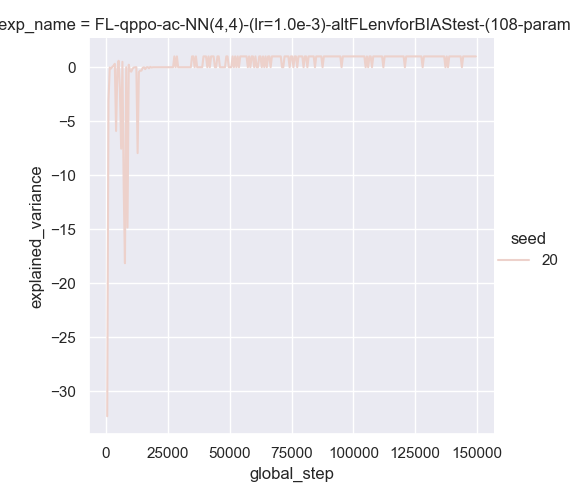 exp_name = FL-qppo-ac-NN(4,4)-(lr=1.0e-3)-altFLenvforBIAStest-(108-param
0
−5
−10
−15
−20
−25
−30
explained_variance
0 25000 50000 75000 100000 125000 150000
global_step
seed
20